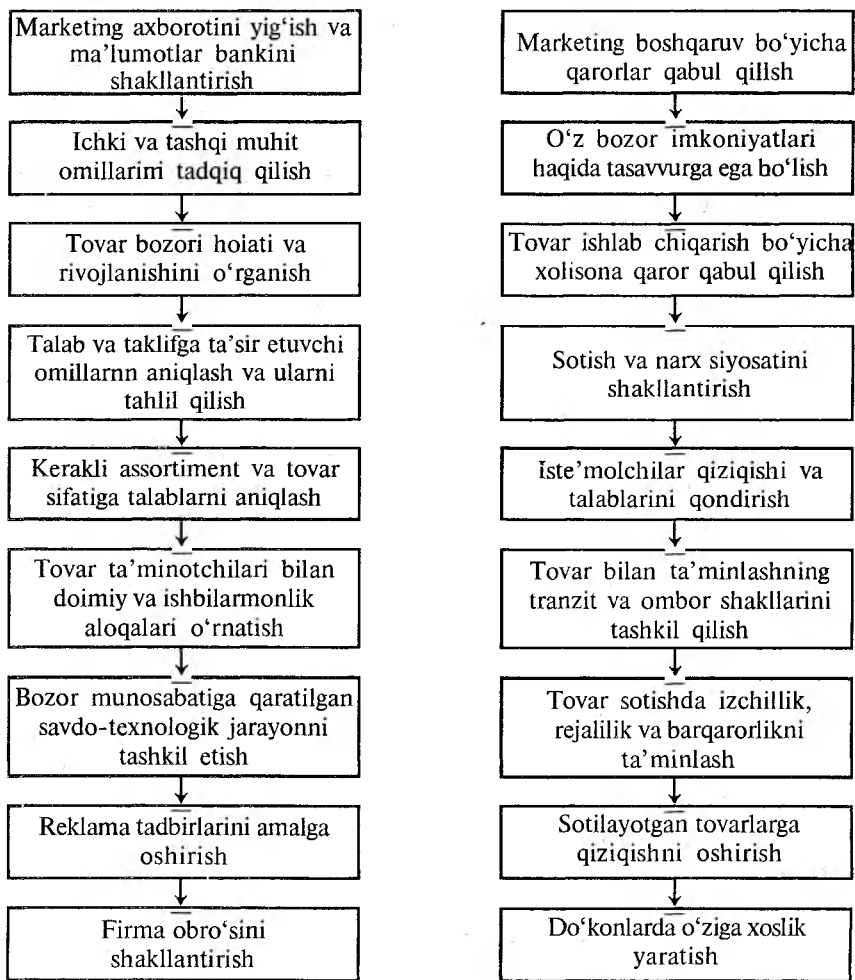 Marketing axborotini yig‘ish va
ma’lumotlar bankini
shakllantirish
Ichki va tashqi muhit
omillarini tadqiq qilish
Tovar bozori hoiati va
rivojlanishini o‘rganish
Talab va taklifga ta’sir etuvchi
omillarnn aniqlash va ularni
tahlil qilish
Kerakli assortiment va tovar
sifatiga talablarni aniqlash
Tovar ta’minotchilari bilan
doimiy va ishbilarmonlik
aloqalari o‘rnatish
Bozor munosabatiga qaratilgan
savdo-texnologik jarayonni
tashkil etish
Reklama tadbirlarini amalga
oshirish
Firma obro‘sini
shakllantirish
Marketing boshqaruv bo‘yicha
qarorlar qabul qillsh
O‘z bozor imkoniyatlari
haqida tasavvurga ega bo‘lish
Tovar ishlab chiqarish bo‘yicha
xolisona qaror qabul qilish
Sotish va narx siyosatini
shakllantirish
Iste’molchilar qiziqishi va
talablarini qondirish
Tovar bilan ta’minlashning
tranzit va ombor shakllarini
tashkil qilish
Tovar sotishda izchillik,
rejalilik va barqarorlikni
ta’minlash
Sotilayotgan tovarlarga
qiziqishni oshirish
Do‘konlarda o‘ziga xoslik
yaratish